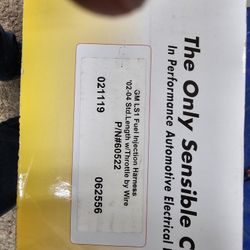 The Only Sensible
In Performance Automotive Electrical
GM LS1 Fuel Injection Harness
'02-04 Std.Length w/Throttle by Wire
P/N#60522
021119 062556